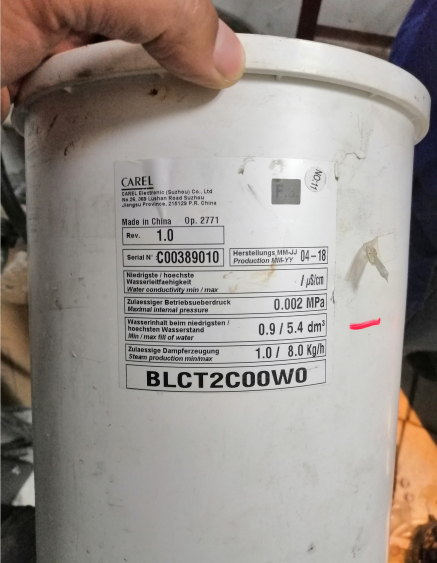 CAREL
CAREL Electronic (Suzhou) Co., Ltd
No.26, 369 Lushan Road Suzhou
Jiangsu Province, 215129 P.R. China
NO:11
Made in China Op. 2771
Rev. 1.0
Serial N° C00389010
Herstellungs MM-JJ
Production MM-YY 04-18
Niedrigste / hoechste
Wasserleitfaehigkeit
Water conductivity min / max
/ µS/cm
Zulaessiger Betriebsueberdruck
Maximal internal pressure
0.002 MPa
Wasserinhalt beim niedrigsten /
hoechsten Wasserstand
Min / max fill of water
0.9 / 5.4 dm³
Zulaessige Dampferzeugung
Steam production min/max
1.0 / 8.0 Kg/h
BLCT2C00W0